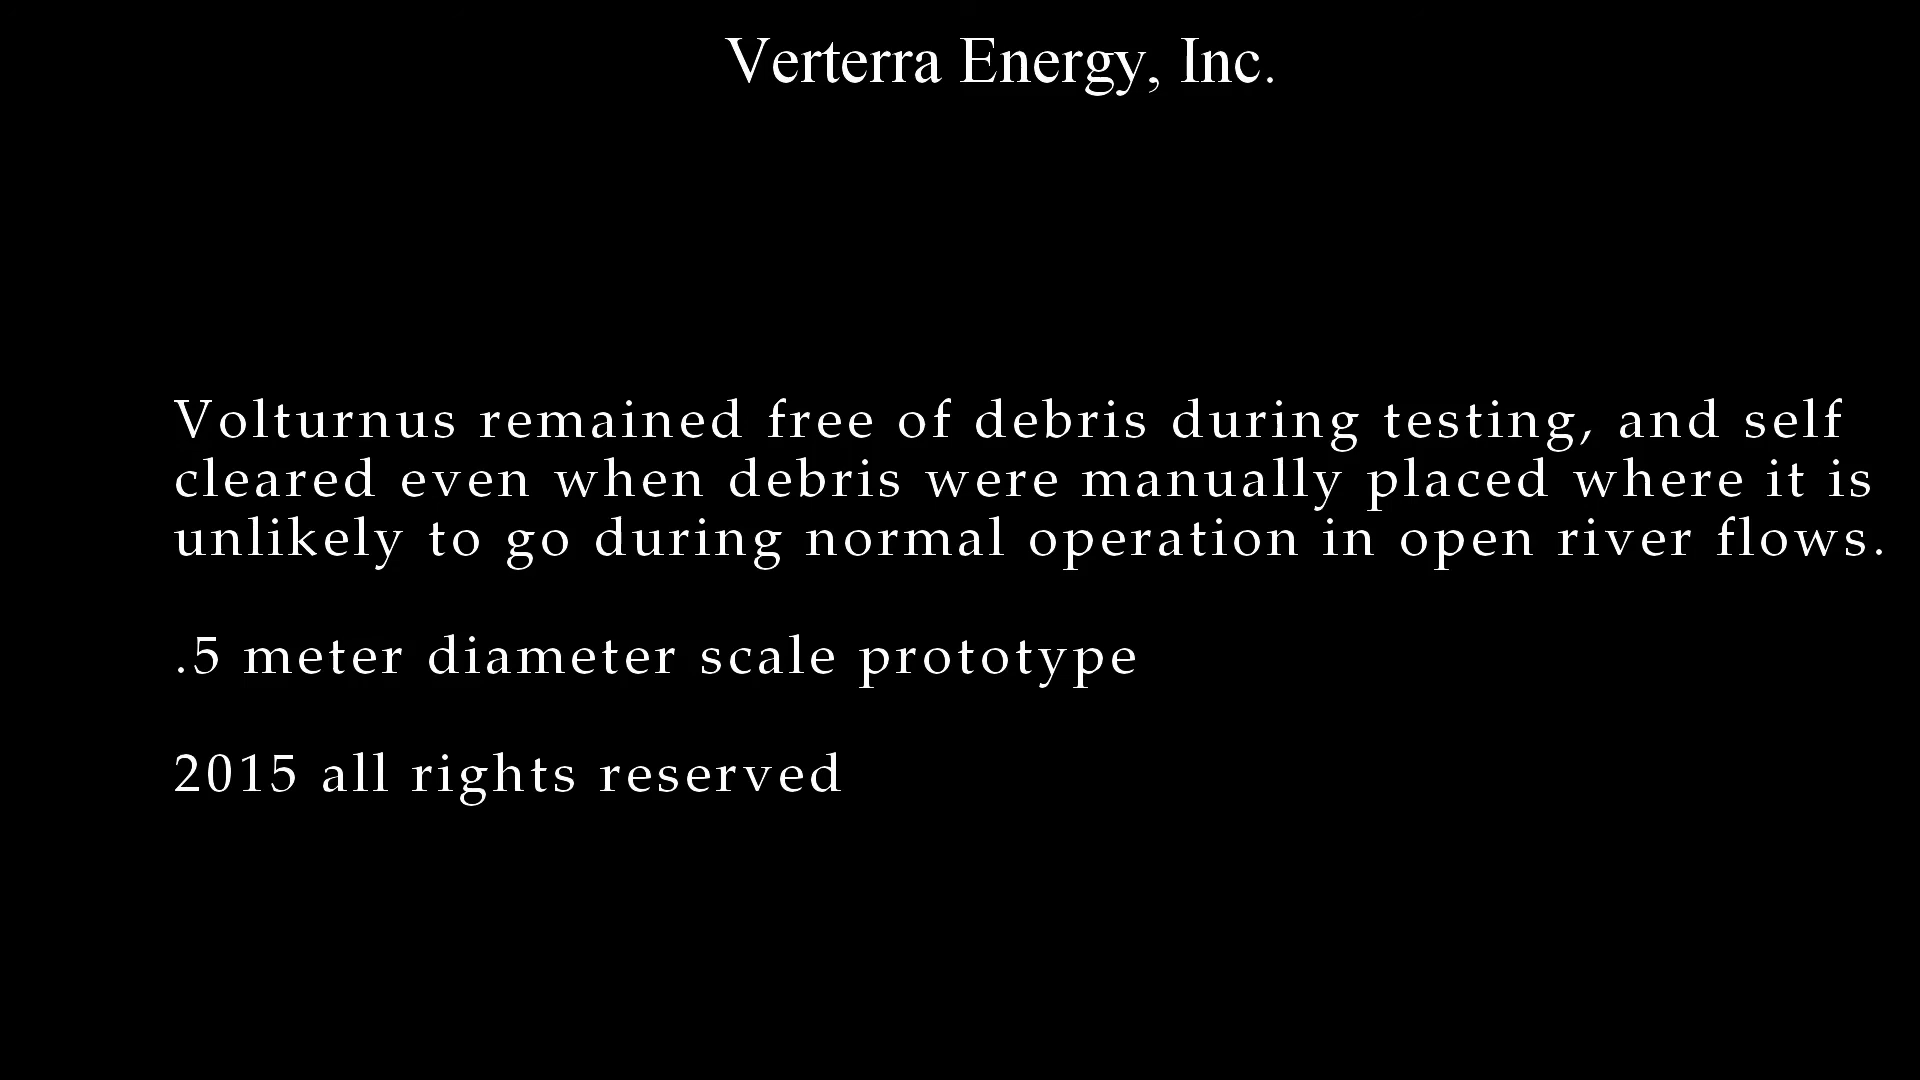 Verterra Energy, Inc.
Volturnus remained free of debris during testing, and self
cleared even when debris were manually placed where it is
unlikely to go during normal operation in open river flows.
.5 meter diameter scale prototype
2015 all rights reserved